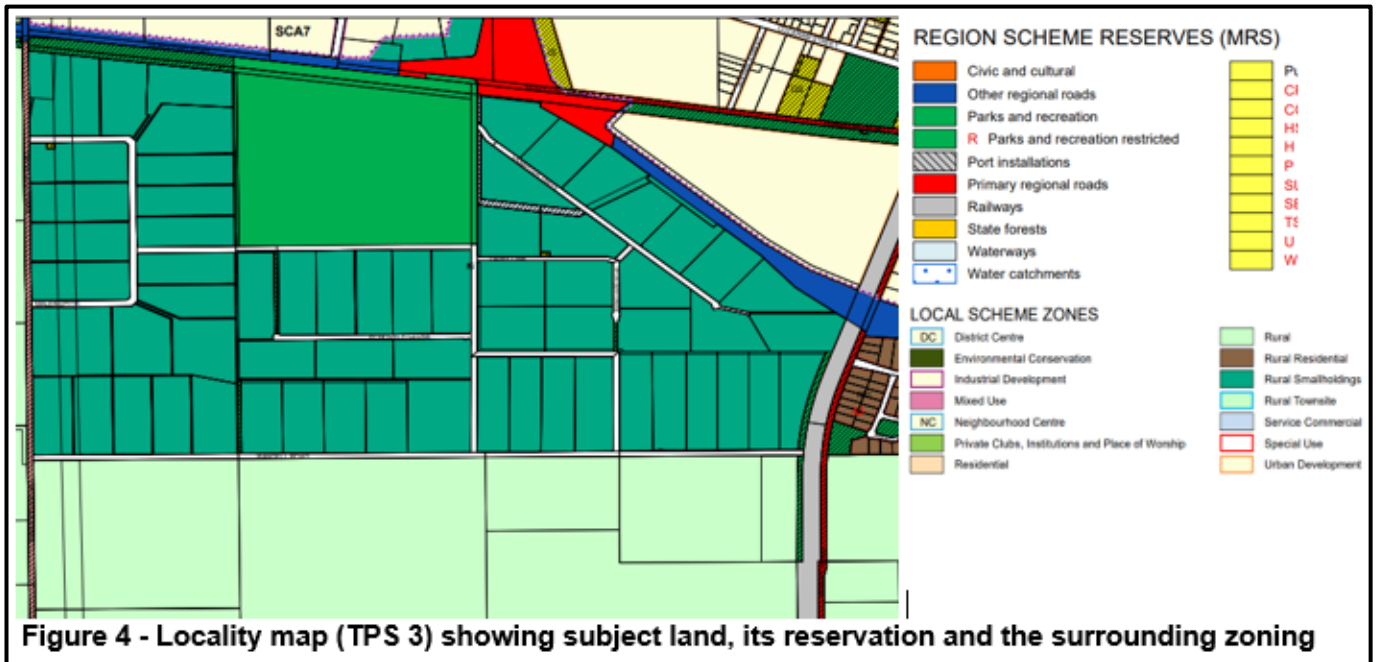 SCA7
REGION SCHEME RESERVES (MRS)
Civic and cultural
Other regional roads
Parks and recreation
R Parks and recreation restricted
Port installations
Primary regional roads
Railways
State forests
Waterways
Water catchments
P
U
W
LOCAL SCHEME ZONES
DC District Centre
Environmental Conservation
Industrial Development
Mixed Use
NC Neighbourhood Centre
Private Clubs, Institutions and Place of Worship
Residential
Rural
Rural Residential
Rural Smallholdings
Rural Townsite
Service Commercial
Special Use
Urban Development
Figure 4 - Locality map (TPS 3) showing subject land, its reservation and the surrounding zoning